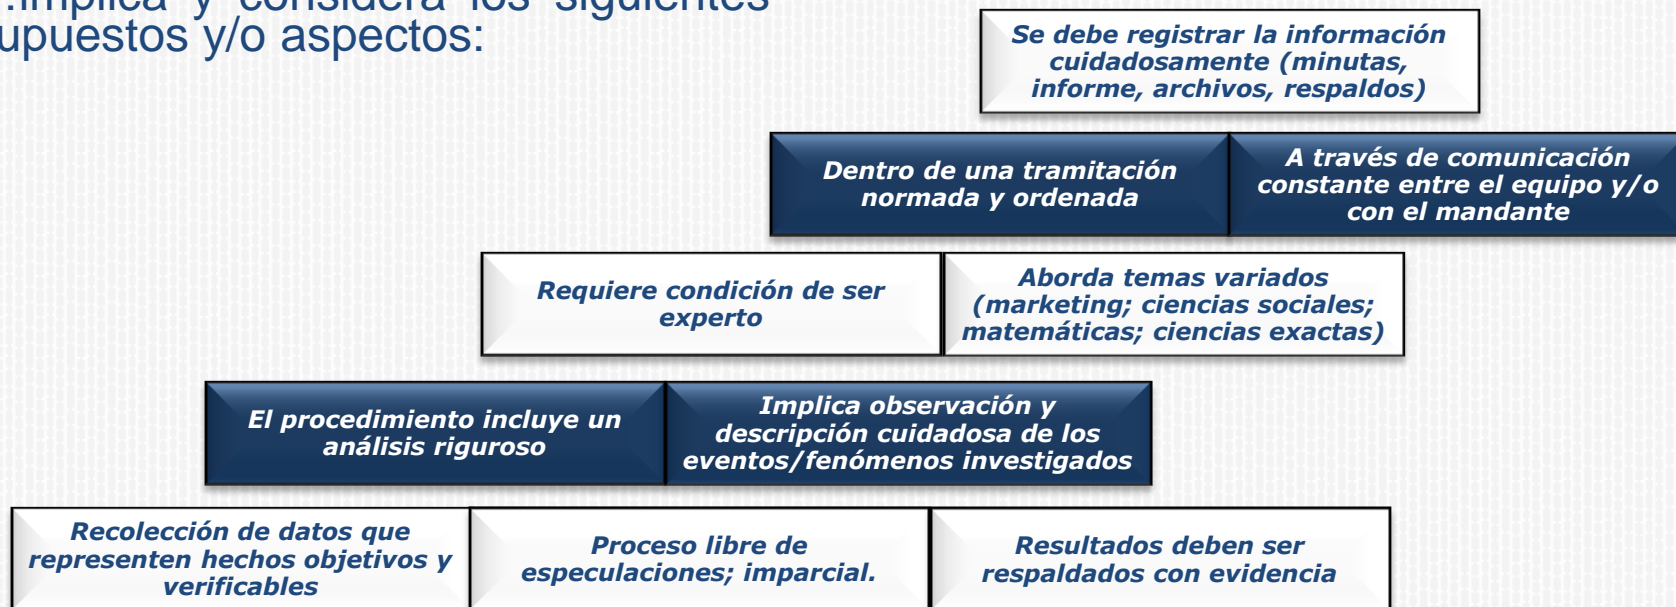 .implica y considera los siguientes
upuestos y/o aspectos:
Se debe registrar la información
cuidadosamente (minutas,
informe, archivos, respaldos)
Dentro de una tramitación
normada y ordenada
A través de comunicación
constante entre el equipo y/o
con el mandante
Requiere condición de ser
experto
Aborda temas variados
(marketing; ciencias sociales;
matemáticas; ciencias exactas)
El procedimiento incluye un
análisis riguroso
Implica observación y
descripción cuidadosa de los
eventos/fenómenos investigados
Recolección de datos que
representen hechos objetivos y
verificables
Proceso libre de
especulaciones; imparcial.
Resultados deben ser
respaldados con evidencia